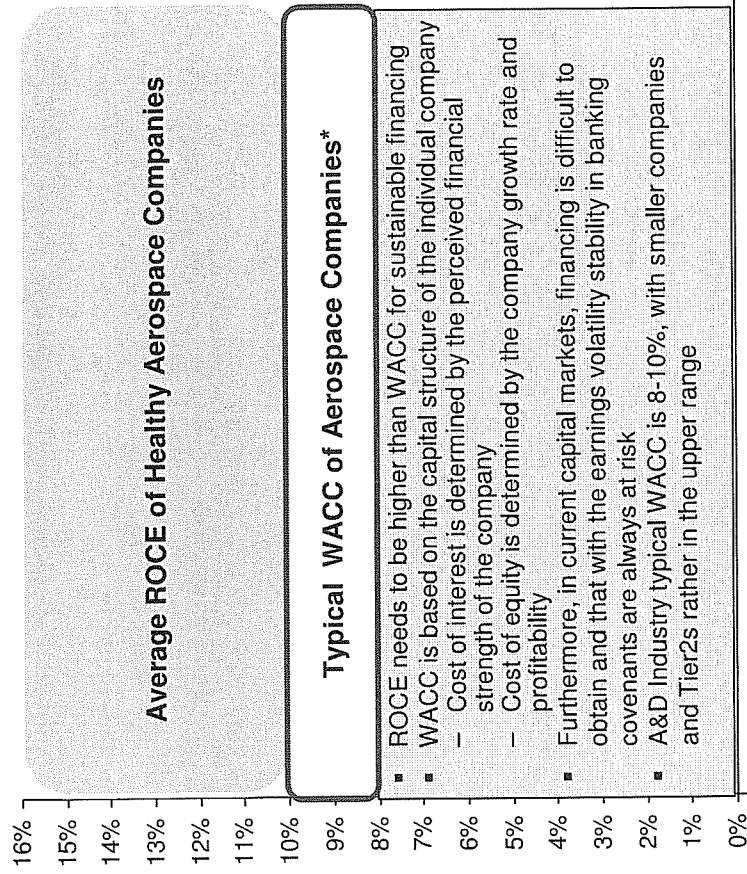 16%
15%
14%
13%
12%
11%
10%
9%
8%
7%
6%
5%
4%
3%
2%
1%
0%
Average ROCE of Healthy Aerospace Companies
Typical WACC of Aerospace Companies*
▪ ROCE needs to be higher than WACC for sustainable financing
▪ WACC is based on the capital structure of the individual company
– Cost of interest is determined by the perceived financial
strength of the company
– Cost of equity is determined by the company growth rate and
profitability
▪ Furthermore, in current capital markets, financing is difficult to
obtain and that with the earnings volatility stability in banking
covenants are always at risk
▪ A&D Industry typical WACC is 8-10%, with smaller companies
and Tier2s rather in the upper range